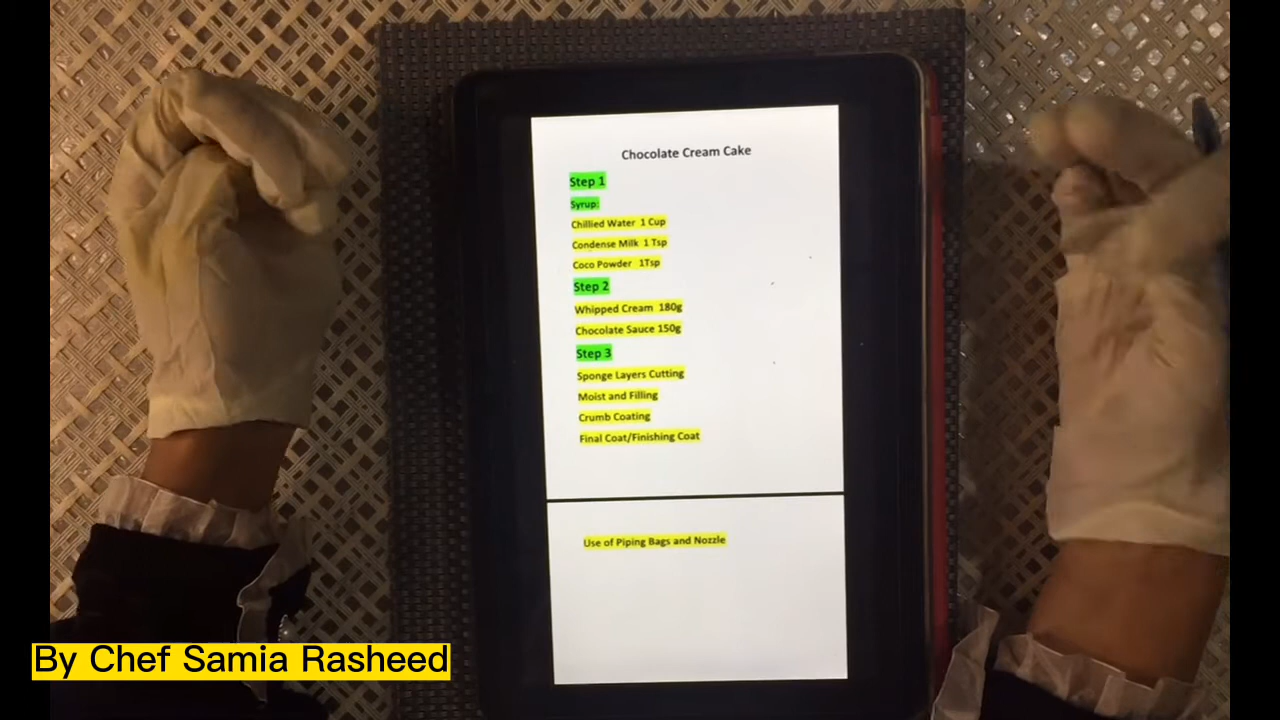 Chocolate Cream Cake
Step 1
Syrup:
Chillied Water 1 Cup
Condense Milk 1 Tsp
Coco Powder 1Tsp
Step 2
Whipped Cream 180g
Chocolate Sauce 150g
Step 3
Sponge Layers Cutting
Moist and Filling
Crumb Coating
Final Coat/Finishing Coat
Use of Piping Bags and Nozzle
By Chef Samia Rasheed